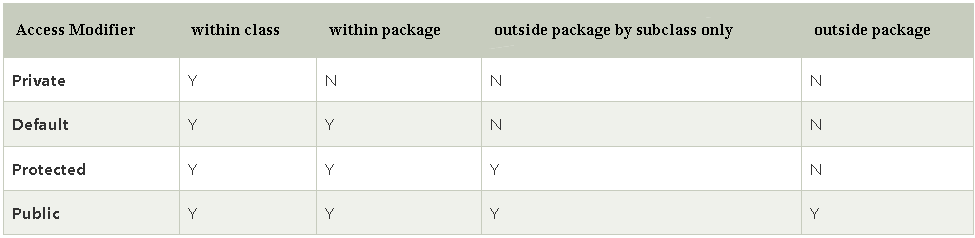 Access Modifier within class within package outside package by subclass only outside package
Private Y N N N
Default Y Y N N
Protected Y Y Y N
Public Y Y Y Y